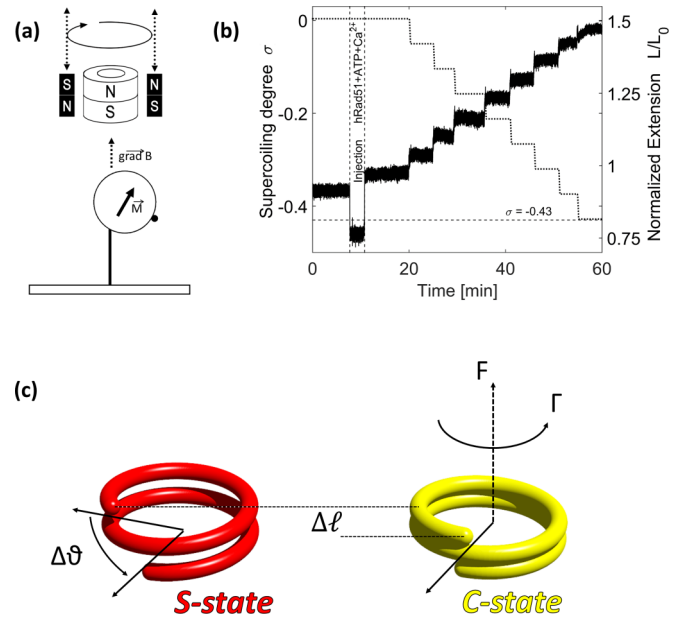 (a)
S
N
N
S
N
S
grad B
M
(b)
Supercoiling degree σ
0
-0.2
-0.4
Injection
hRad51+ATP+Ca²⁺
σ = -0.43
1.5
1.25
1
0.75
Normalized Extension L/L₀
0 20 40 60
Time [min]
(c)
F
Γ
Δϑ
Δℓ
S-state
C-state